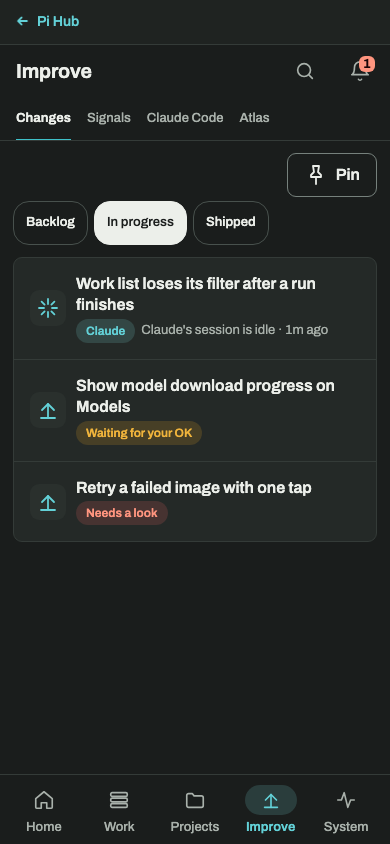 Pi Hub
Improve
1
Changes Signals Claude Code Atlas
Pin
Backlog In progress Shipped
Work list loses its filter after a run
finishes
Claude Claude's session is idle · 1m ago
Show model download progress on
Models
Waiting for your OK
Retry a failed image with one tap
Needs a look
Home Work Projects Improve System